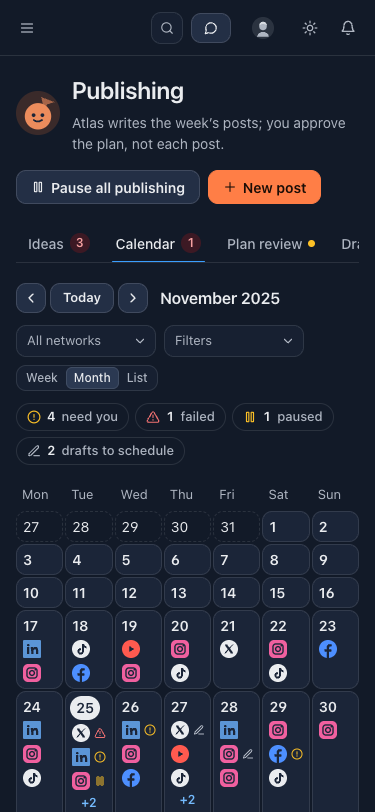 Publishing
Atlas writes the week's posts; you approve
the plan, not each post.
Pause all publishing
New post
Ideas 3 Calendar 1 Plan review Dra
Today November 2025
All networks Filters
Week Month List
4 need you 1 failed 1 paused
2 drafts to schedule
Mon Tue Wed Thu Fri Sat Sun
27 28 29 30 31 1 2
3 4 5 6 7 8 9
10 11 12 13 14 15 16
17 18 19 20 21 22 23
24 25 26 27 28 29 30
+2 +2